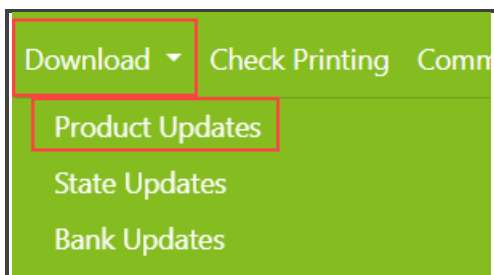 Download Check Printing Comm
Product Updates
State Updates
Bank Updates